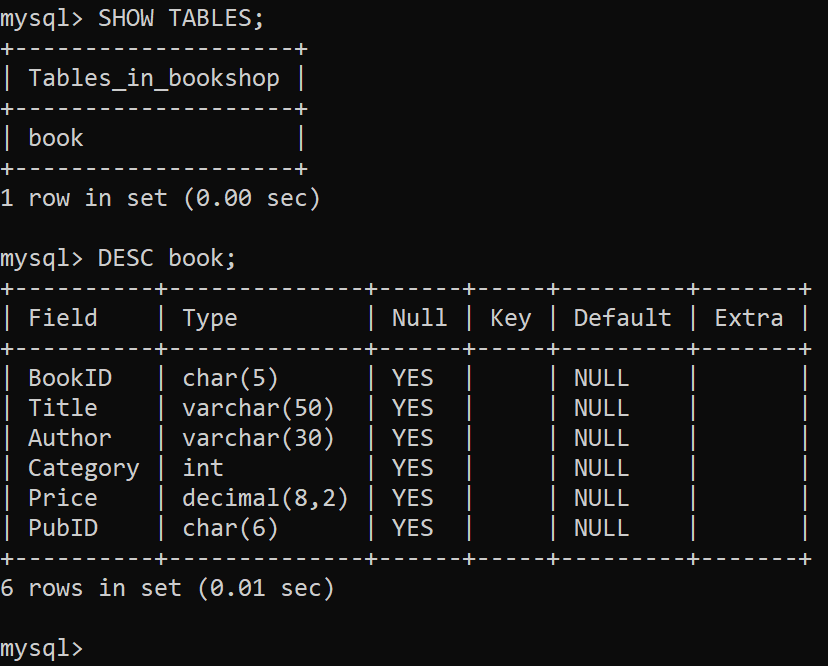 mysql> SHOW TABLES;
+--------------------+
| Tables_in_bookshop |
+--------------------+
| book               |
+--------------------+
1 row in set (0.00 sec)
mysql> DESC book;
+----------+--------------+------+-----+---------+-------+
| Field    | Type         | Null | Key | Default | Extra |
+----------+--------------+------+-----+---------+-------+
| BookID   | char(5)      | YES  |     | NULL    |       |
| Title    | varchar(50)  | YES  |     | NULL    |       |
| Author   | varchar(30)  | YES  |     | NULL    |       |
| Category | int          | YES  |     | NULL    |       |
| Price    | decimal(8,2) | YES  |     | NULL    |       |
| PubID    | char(6)      | YES  |     | NULL    |       |
+----------+--------------+------+-----+---------+-------+
6 rows in set (0.01 sec)
mysql>